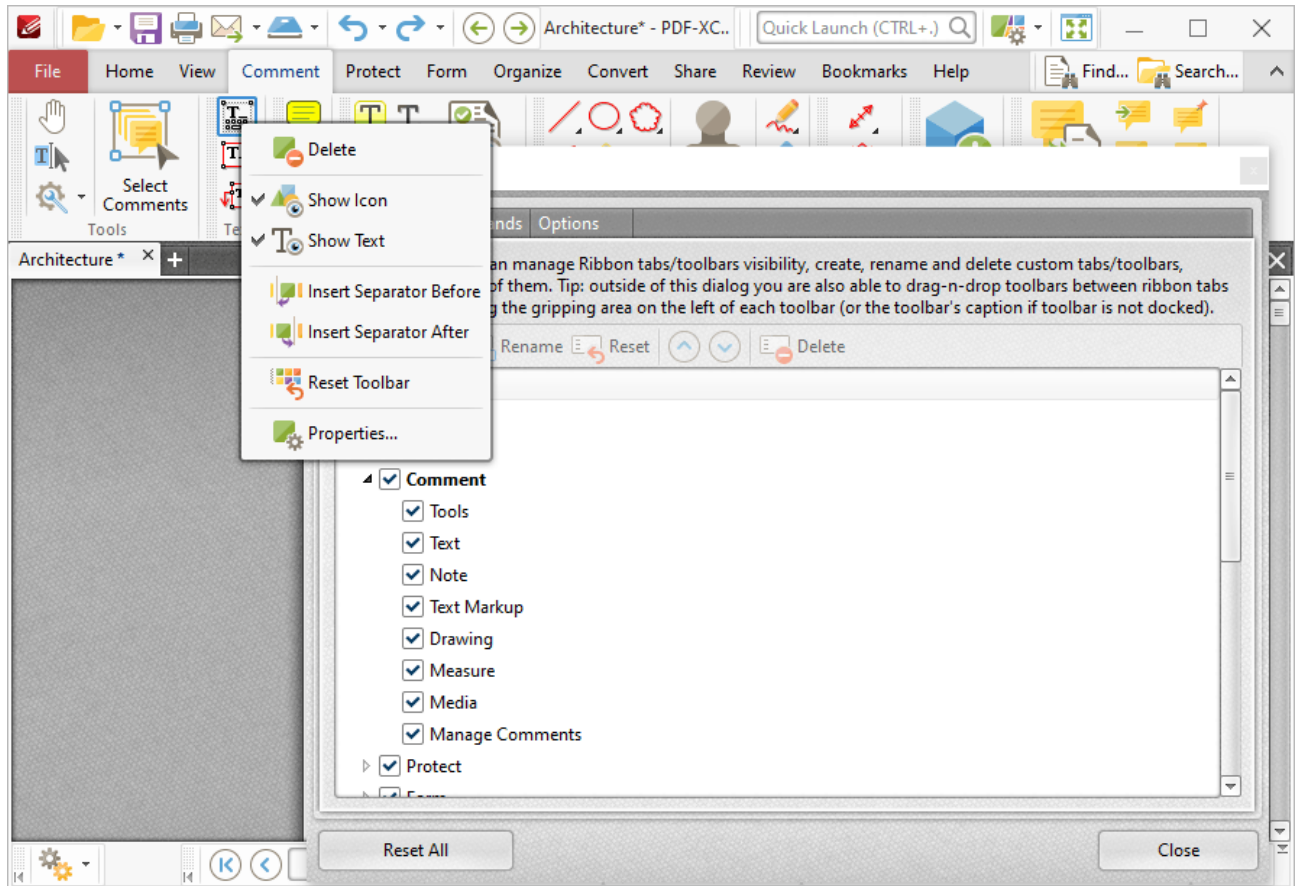 Architecture* - PDF-XC..
Quick Launch (CTRL+.)
File Home View Comment Protect Form Organize Convert Share Review Bookmarks Help Find... Search...
Select
Comments
Tools
Architecture *
Delete
Show Icon
Show Text
Insert Separator Before
Insert Separator After
Reset Toolbar
Properties...
Options
an manage Ribbon tabs/toolbars visibility, create, rename and delete custom tabs/toolbars,
of them. Tip: outside of this dialog you are also able to drag-n-drop toolbars between ribbon tabs
the gripping area on the left of each toolbar (or the toolbar's caption if toolbar is not docked).
Rename Reset Delete
Comment
Tools
Text
Note
Text Markup
Drawing
Measure
Media
Manage Comments
Protect
Form
Reset All Close